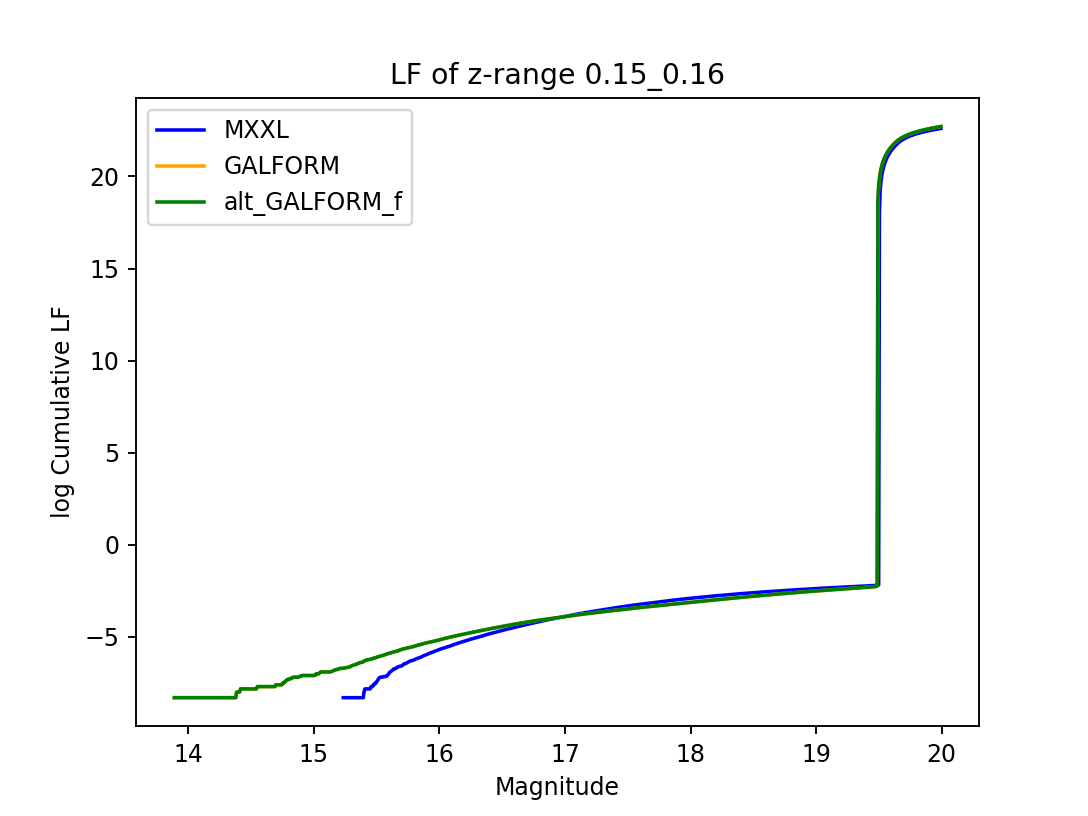 LF of z-range 0.15_0.16
MXXL
GALFORM
alt_GALFORM_f
log Cumulative LF
20
15
10
5
0
−5
14 15 16 17 18 19 20
Magnitude